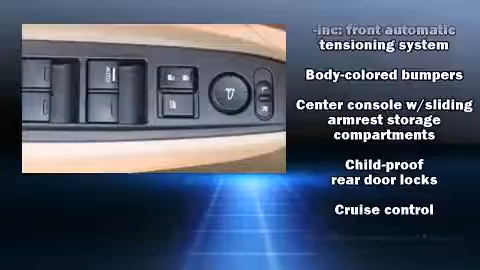 -inc: front automatic
tensioning system
Body-colored bumpers
Center console w/sliding
armrest storage
compartments
Child-proof
rear door locks
Cruise control
AUTO
L
R